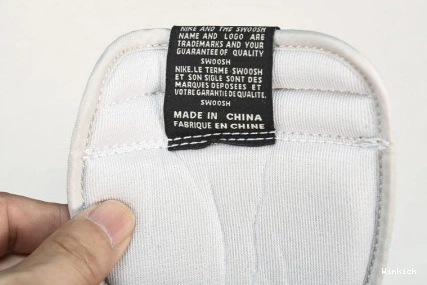 NIKE AND THE SWOOSH
NAME AND LOGO ARE
TRADEMARKS AND YOUR
GUARANTEE OF QUALITY
SWOOSH
NIKE.LE TERME SWOOSH
ET SON SIGLE SONT DES
MARQUES DEPOSEES ET
VOTRE GARANTIE DE QUALITE.
SWOOSH
MADE IN CHINA
FABRIQUE EN CHINE
Winkich